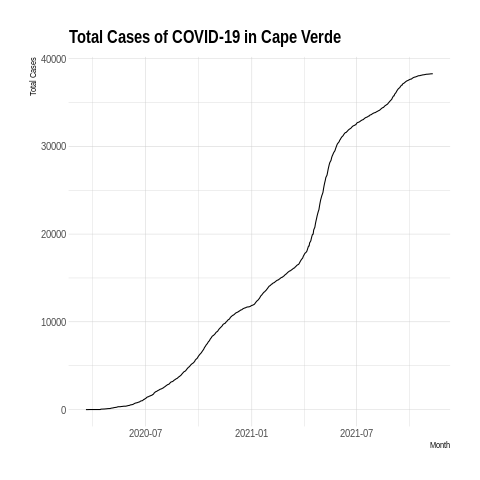 Total Cases of COVID-19 in Cape Verde
Total Cases
40000
30000
20000
10000
0
2020-07 2021-01 2021-07
Month